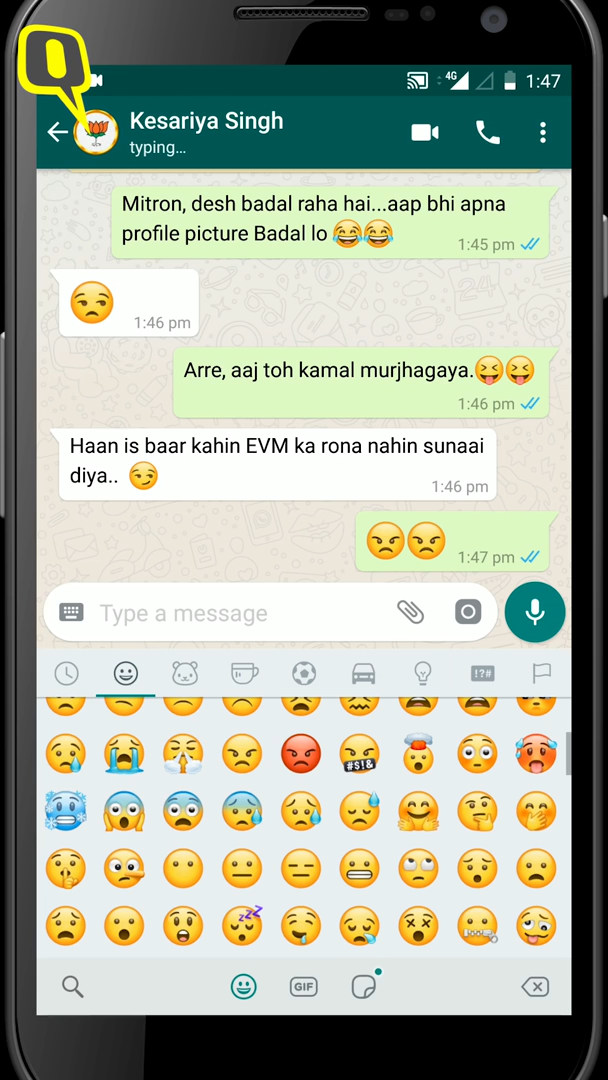 Q
4G 1:47
Kesariya Singh
typing...
Mitron, desh badal raha hai...aap bhi apna
profile picture Badal lo 😂😂
1:45 pm
😒
1:46 pm
Arre, aaj toh kamal murjhagaya.😝😝
1:46 pm
Haan is baar kahin EVM ka rona nahin sunaai
diya.. 😏
1:46 pm
😠😠
1:47 pm
Type a message
!?#
#$!&
zzz
GIF